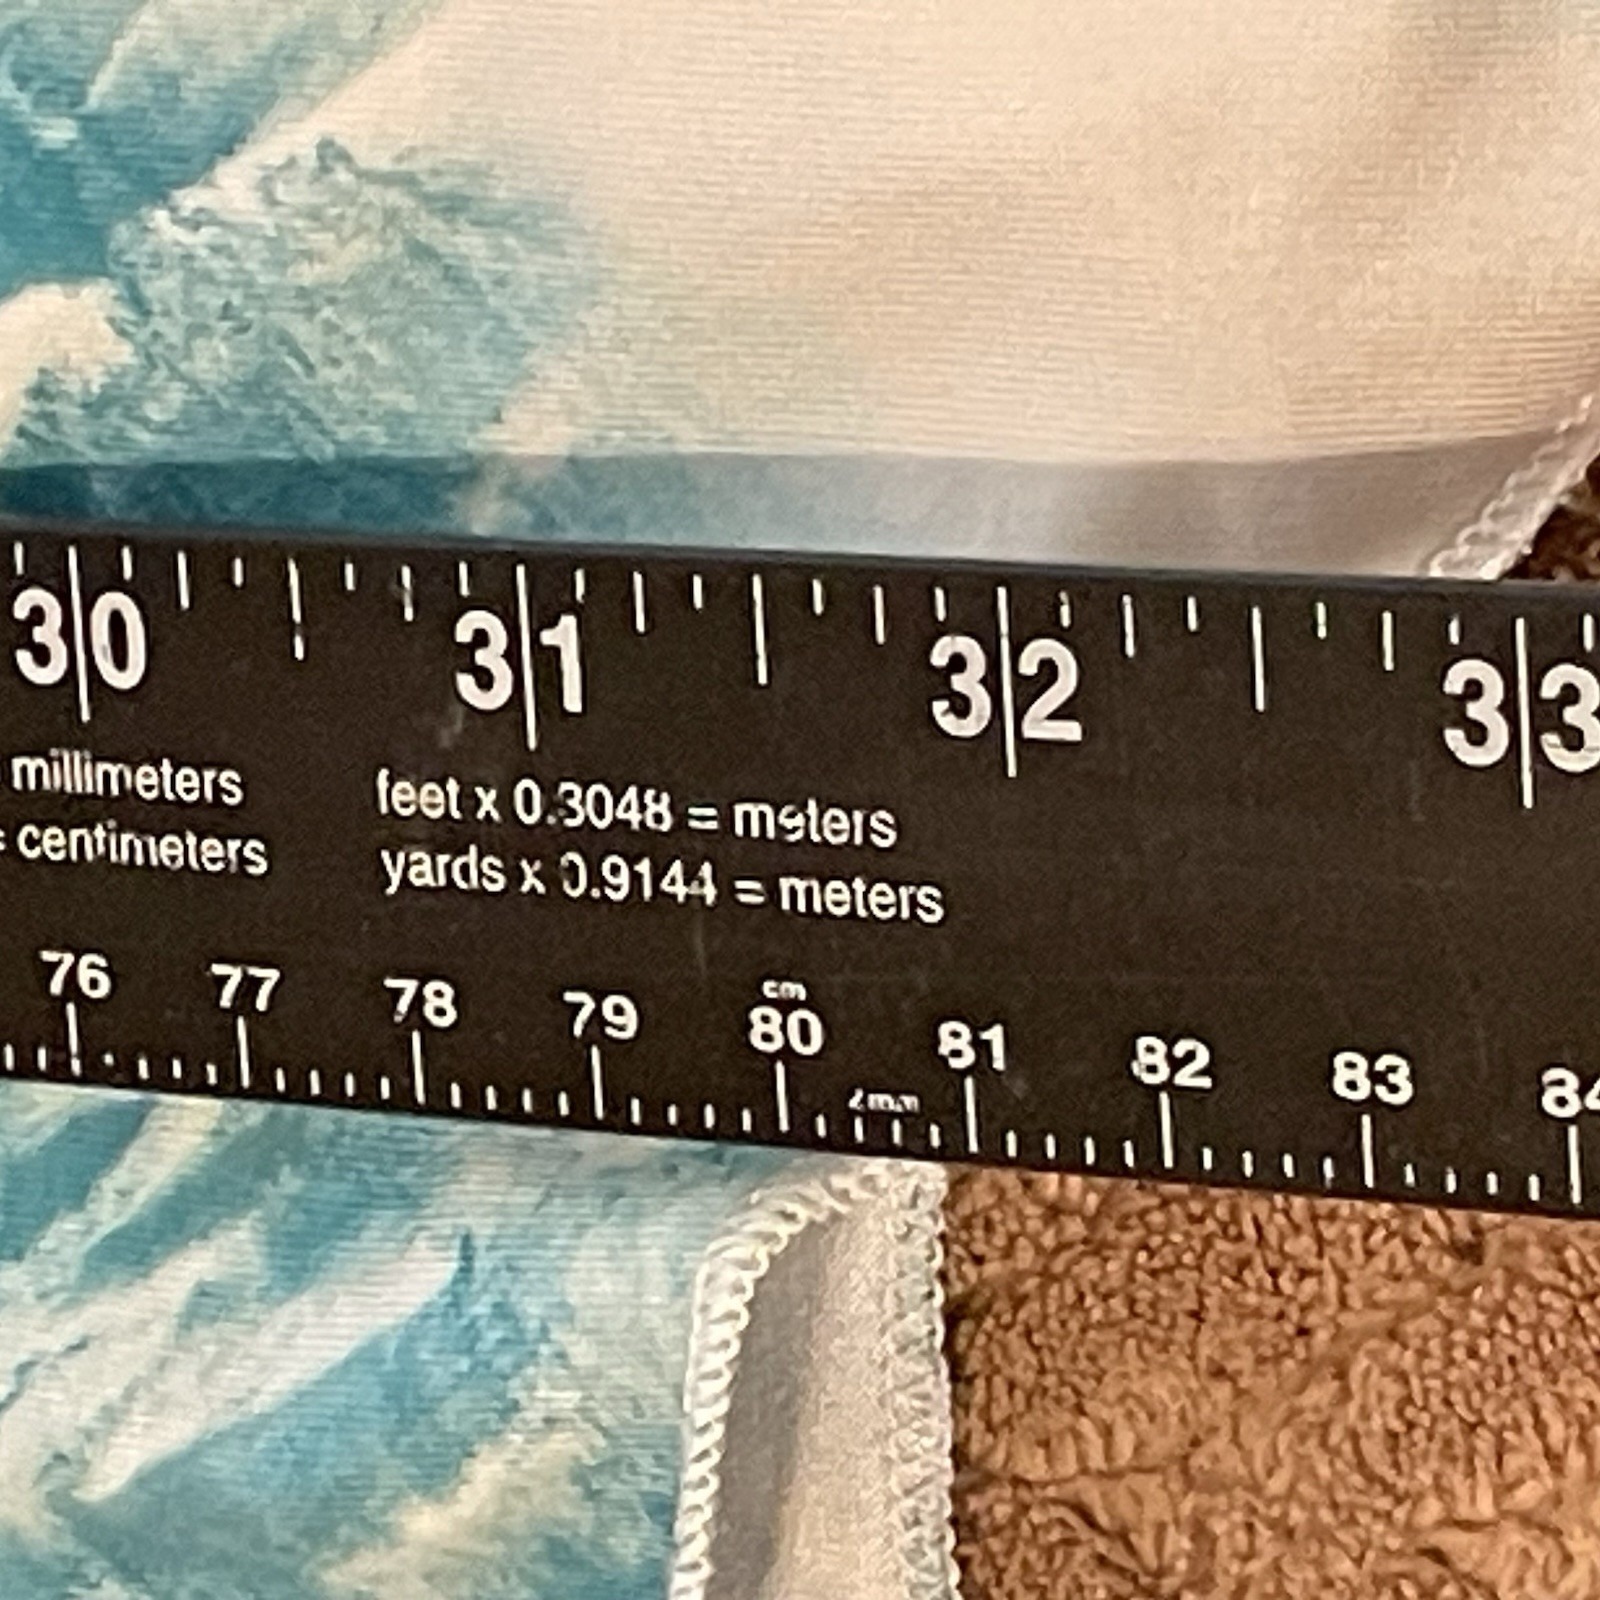 30 31 32 33
millimeters feet x 0.3048 = meters
= centimeters yards x 0.9144 = meters
cm
76 77 78 79 80 81 82 83 84
2mm